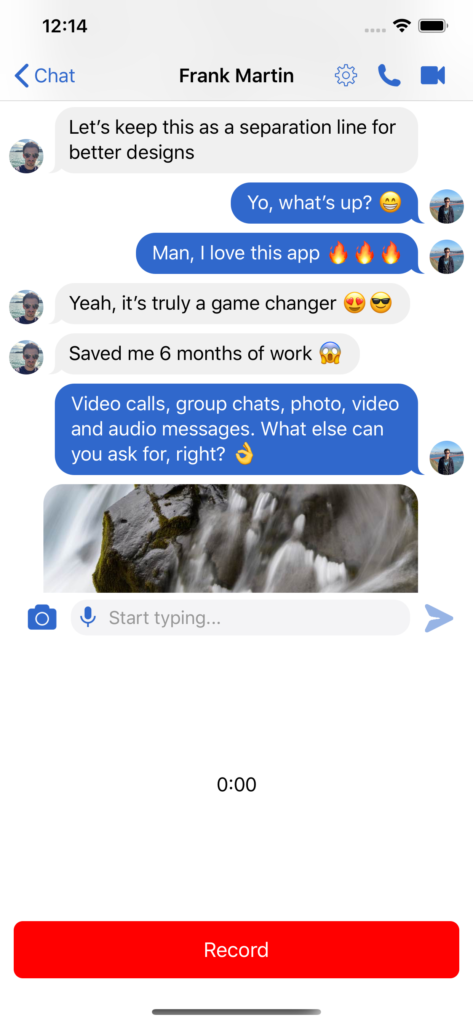 12:14
Chat
Frank Martin
Let’s keep this as a separation line for
better designs
Yo, what’s up? 😁
Man, I love this app 🔥🔥🔥
Yeah, it’s truly a game changer 😍😎
Saved me 6 months of work 😱
Video calls, group chats, photo, video
and audio messages. What else can
you ask for, right? 👌
Start typing...
0:00
Record